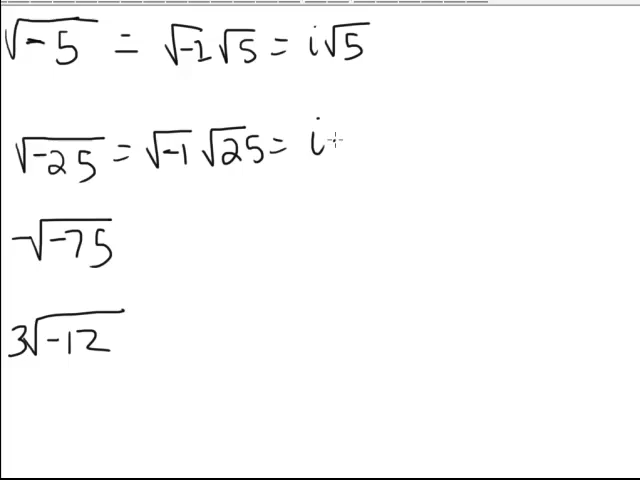 √-5 = √-1 √5 = i√5
√-25 = √-1 √25 = i
-√-75
3√-12